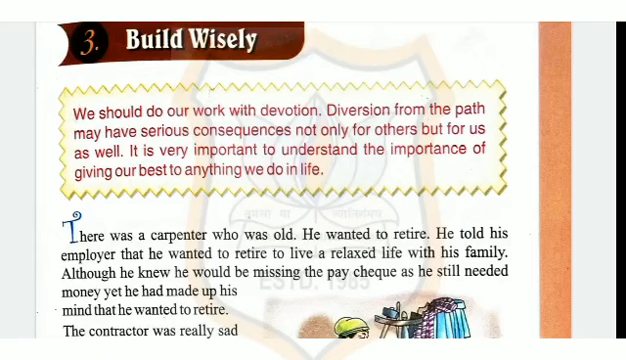 3. Build Wisely
We should do our work with devotion. Diversion from the path
may have serious consequences not only for others but for us
as well. It is very important to understand the importance of
giving our best to anything we do in life.
There was a carpenter who was old. He wanted to retire. He told his
employer that he wanted to retire to live a relaxed life with his family.
Although he knew he would be missing the pay cheque as he still needed
money yet he had made up his
mind that he wanted to retire.
The contractor was really sad
ESTD. 1985